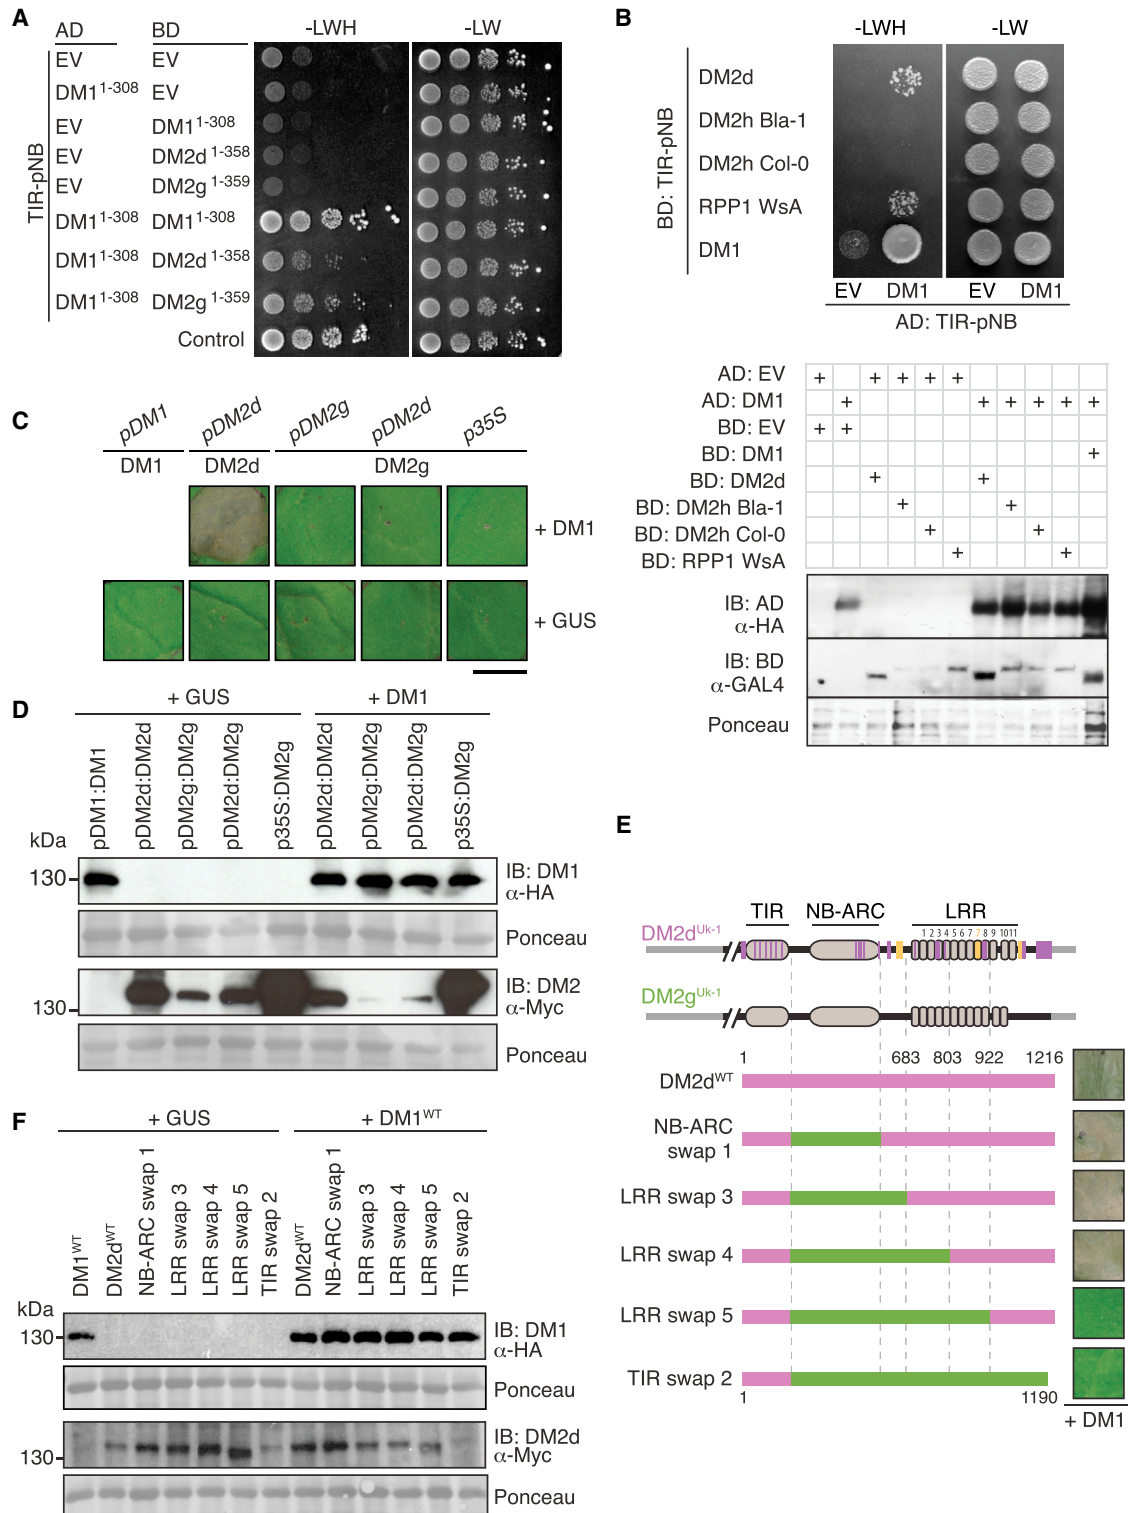 A
AD BD -LWH -LW
TIR-pNB
EV EV
DM1 1-308 EV
EV DM1 1-308
EV DM2d 1-358
EV DM2g 1-359
DM1 1-308 DM1 1-308
DM1 1-308 DM2d 1-358
DM1 1-308 DM2g 1-359
Control
B
-LWH -LW
BD: TIR-pNB
DM2d
DM2h Bla-1
DM2h Col-0
RPP1 WsA
DM1
EV DM1 EV DM1
AD: TIR-pNB
AD: EV + + + + +
AD: DM1 + + + + + +
BD: EV + +
BD: DM1 +
BD: DM2d + +
BD: DM2h Bla-1 + +
BD: DM2h Col-0 + +
BD: RPP1 WsA + +
IB: AD
α-HA
IB: BD
α-GAL4
Ponceau
C
pDM1 pDM2d pDM2g pDM2d p35S
DM1 DM2d DM2g
+ DM1
+ GUS
D
+ GUS + DM1
pDM1:DM1 pDM2d:DM2d pDM2g:DM2g pDM2d:DM2g p35S:DM2g pDM2d:DM2d pDM2g:DM2g pDM2d:DM2g p35S:DM2g
kDa
130 IB: DM1
α-HA
Ponceau
130 IB: DM2
α-Myc
Ponceau
E
TIR NB-ARC LRR
1 2 3 4 5 6 7 8 9 10 11
DM2d Uk-1
DM2g Uk-1
1 683 803 922 1216
DM2d WT
NB-ARC
swap 1
LRR swap 3
LRR swap 4
LRR swap 5
TIR swap 2
1 1190
+ DM1
F
+ GUS + DM1 WT
DM1 WT DM2d WT NB-ARC swap 1 LRR swap 3 LRR swap 4 LRR swap 5 TIR swap 2 DM2d WT NB-ARC swap 1 LRR swap 3 LRR swap 4 LRR swap 5 TIR swap 2
kDa
130 IB: DM1
α-HA
Ponceau
130 IB: DM2d
α-Myc
Ponceau